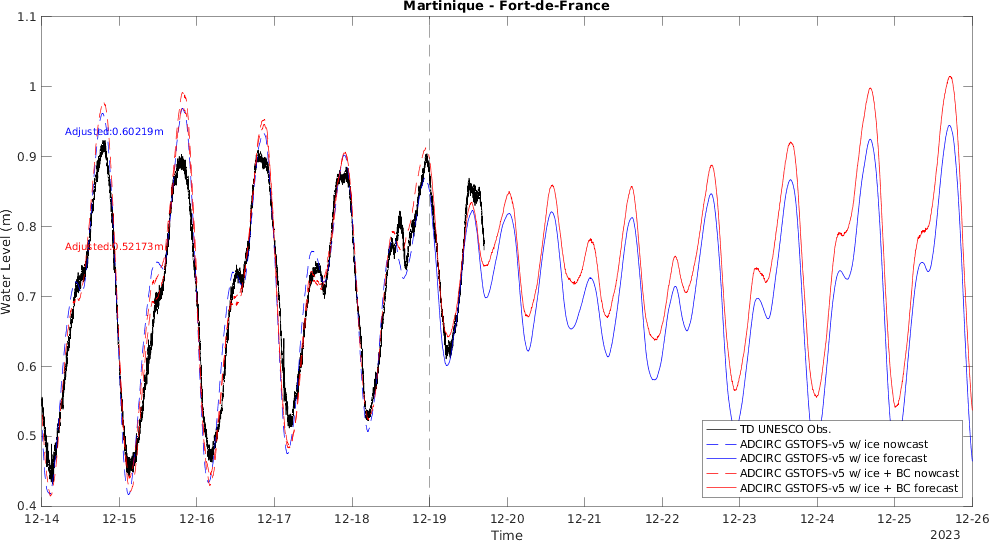 Martinique - Fort-de-France
1.1
1
0.9
0.8
0.7
0.6
0.5
0.4
Water Level (m)
Adjusted:0.60219m
Adjusted:0.52173m
TD UNESCO Obs.
ADCIRC GSTOFS-v5 w/ ice nowcast
ADCIRC GSTOFS-v5 w/ ice forecast
ADCIRC GSTOFS-v5 w/ ice + BC nowcast
ADCIRC GSTOFS-v5 w/ ice + BC forecast
12-14 12-15 12-16 12-17 12-18 12-19 12-20 12-21 12-22 12-23 12-24 12-25 12-26
Time
2023